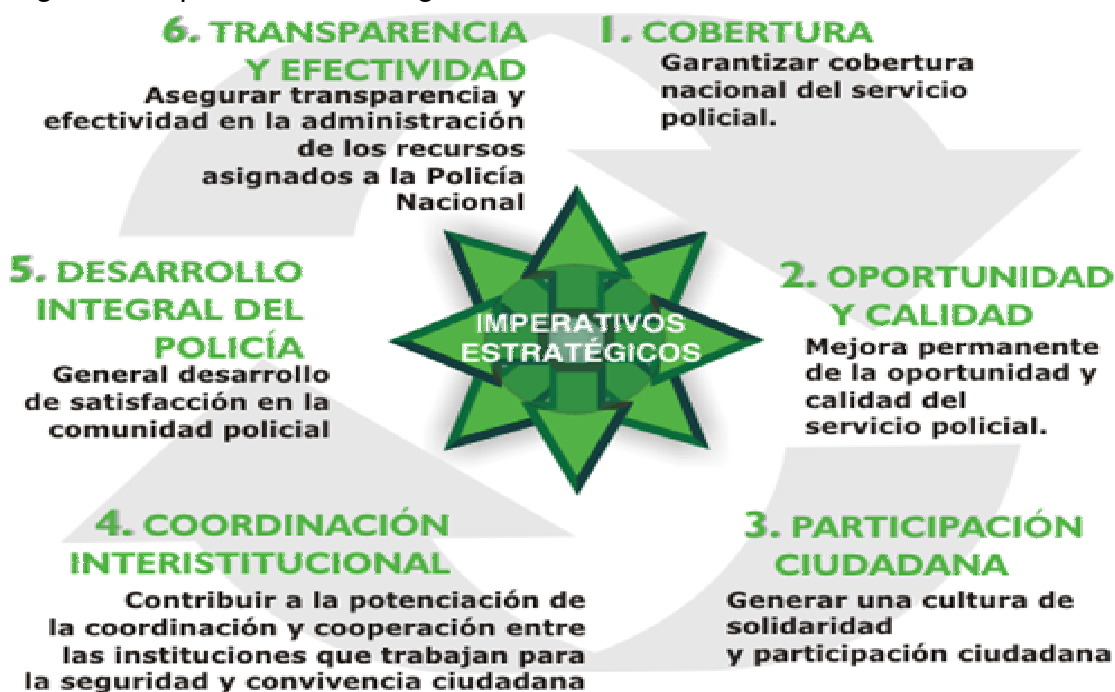 1. COBERTURA
Garantizar cobertura
nacional del servicio
policial.
2. OPORTUNIDAD
Y CALIDAD
Mejora permanente
de la oportunidad y
calidad del
servicio policial.
3. PARTICIPACIÓN
CIUDADANA
Generar una cultura de
solidaridad
y participación ciudadana
4. COORDINACIÓN
INTERISTITUCIONAL
Contribuir a la potenciación de
la coordinación y cooperación entre
las instituciones que trabajan para
la seguridad y convivencia ciudadana
5. DESARROLLO
INTEGRAL DEL
POLICÍA
General desarrollo
de satisfacción en la
comunidad policial
6. TRANSPARENCIA
Y EFECTIVIDAD
Asegurar transparencia y
efectividad en la administración
de los recursos
asignados a la Policía
Nacional
IMPERATIVOS
ESTRATÉGICOS